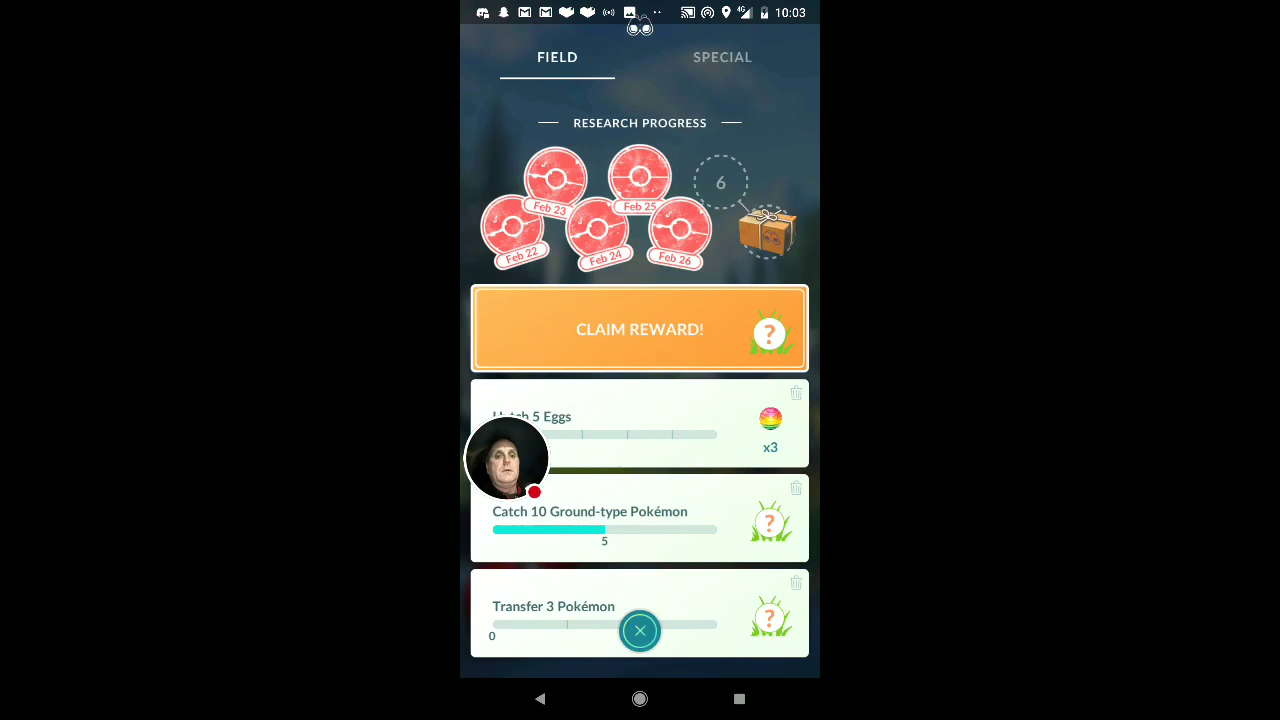 4G 10:03
FIELD SPECIAL
RESEARCH PROGRESS
6
Feb 23 Feb 25
Feb 22 Feb 24 Feb 26
CLAIM REWARD!
?
5 Eggs
x3
Catch 10 Ground-type Pokémon
?
5
Transfer 3 Pokémon
?
0